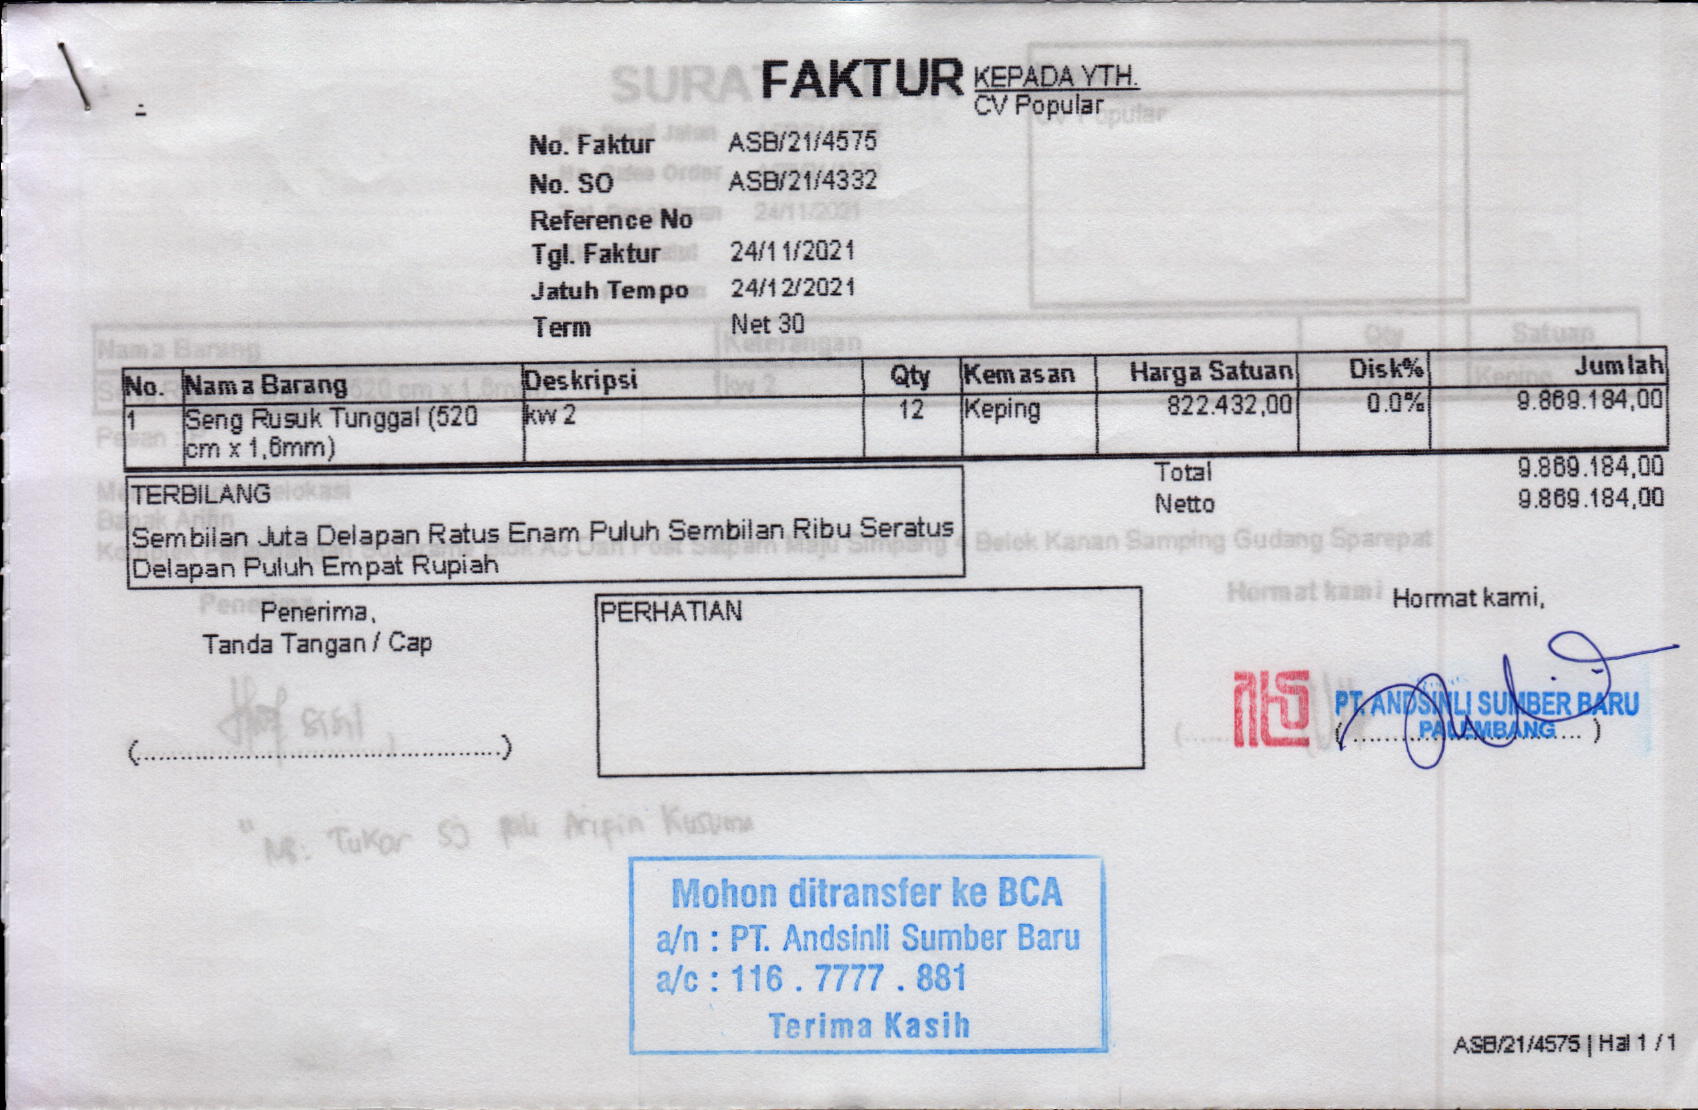 FAKTUR
KEPADA YTH.
CV Popular
No. Faktur ASB/21/4575
No. SO ASB/21/4332
Reference No
Tgl. Faktur 24/11/2021
Jatuh Tempo 24/12/2021
Term Net 30
No. Nama Barang Deskripsi Qty Kemasan Harga Satuan Disk% Jumlah
1 Seng Rusuk Tunggal (520 kw 2 12 Keping 822.432,00 0.0% 9.869.184,00
cm x 1,6mm)
Total 9.869.184,00
Netto 9.869.184,00
TERBILANG
Sembilan Juta Delapan Ratus Enam Puluh Sembilan Ribu Seratus
Delapan Puluh Empat Rupiah
Penerima,
Tanda Tangan / Cap
(................................................)
PERHATIAN
Hormat kami,
PT. ANDSINLI SUMBER BARU
PALEMBANG
Mohon ditransfer ke BCA
a/n : PT. Andsinli Sumber Baru
a/c : 116 . 7777 . 881
Terima Kasih
ASB/21/4575 | Hal 1 / 1